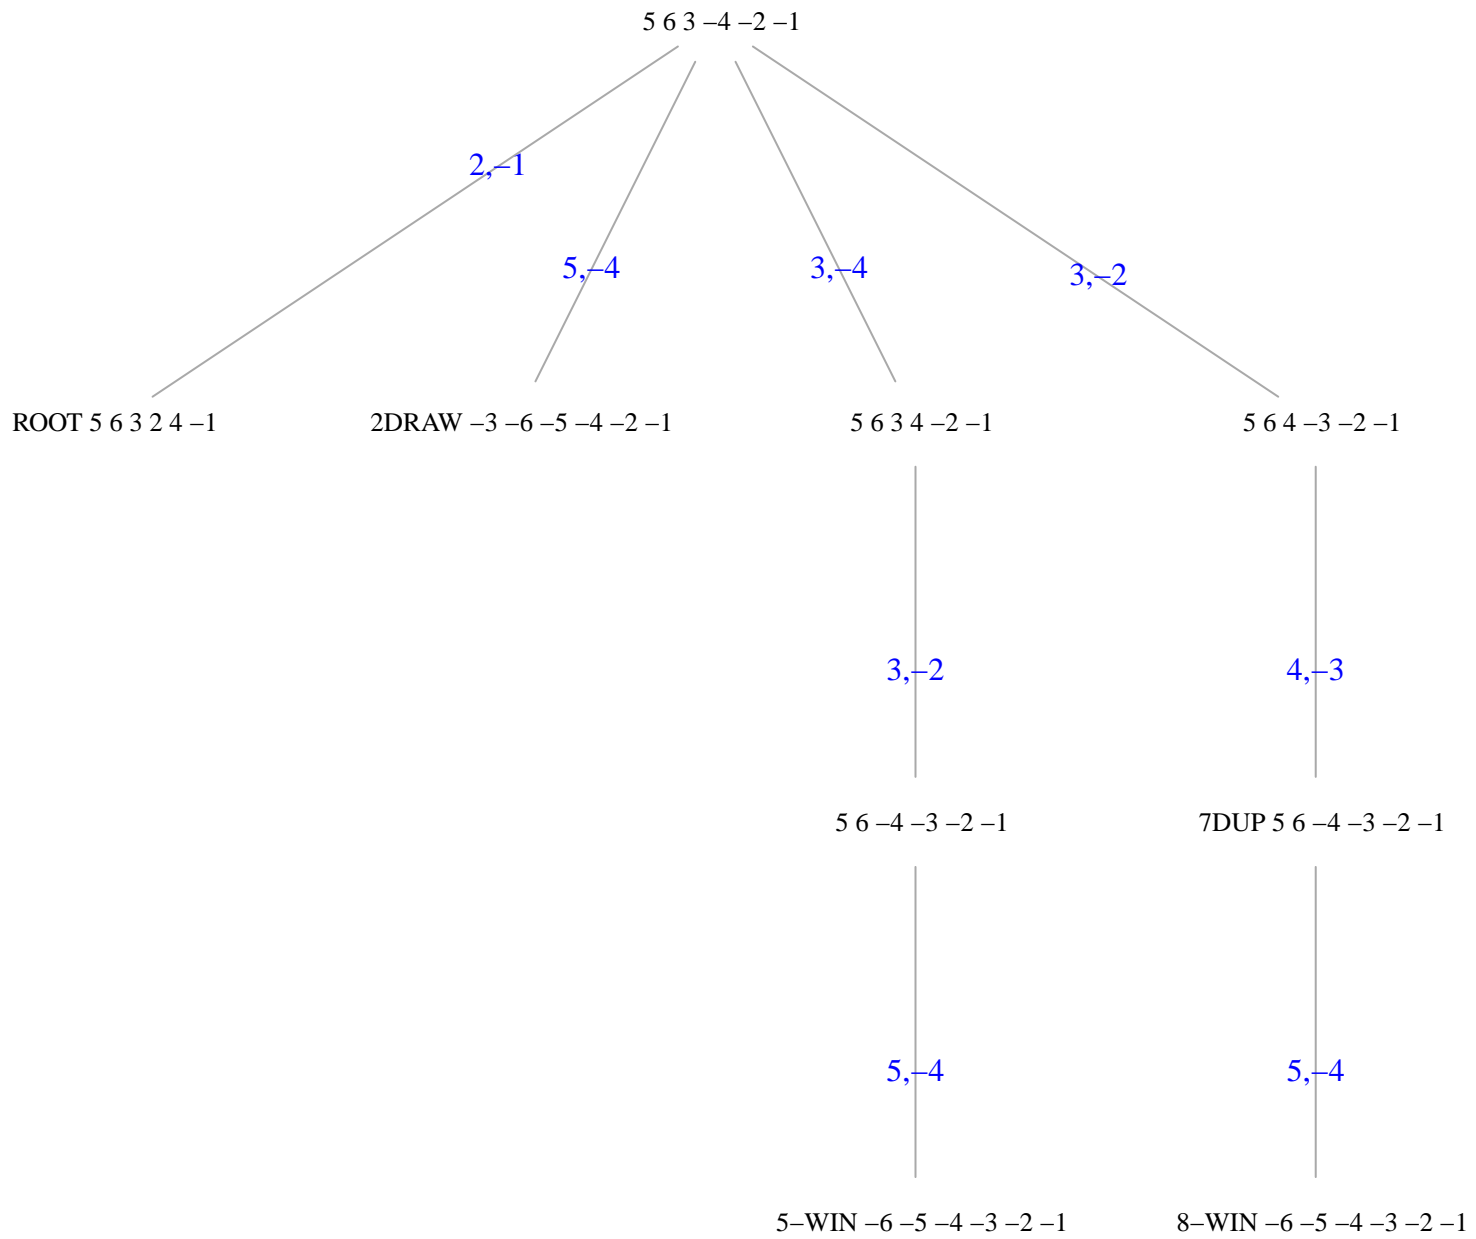 5 6 3 –4 –2 –1
2,–1
5,–4
3,–4
3,–2
ROOT 5 6 3 2 4 –1
2DRAW –3 –6 –5 –4 –2 –1
5 6 3 4 –2 –1
5 6 4 –3 –2 –1
3,–2
4,–3
5 6 –4 –3 –2 –1
7DUP 5 6 –4 –3 –2 –1
5,–4
5,–4
5–WIN –6 –5 –4 –3 –2 –1
8–WIN –6 –5 –4 –3 –2 –1